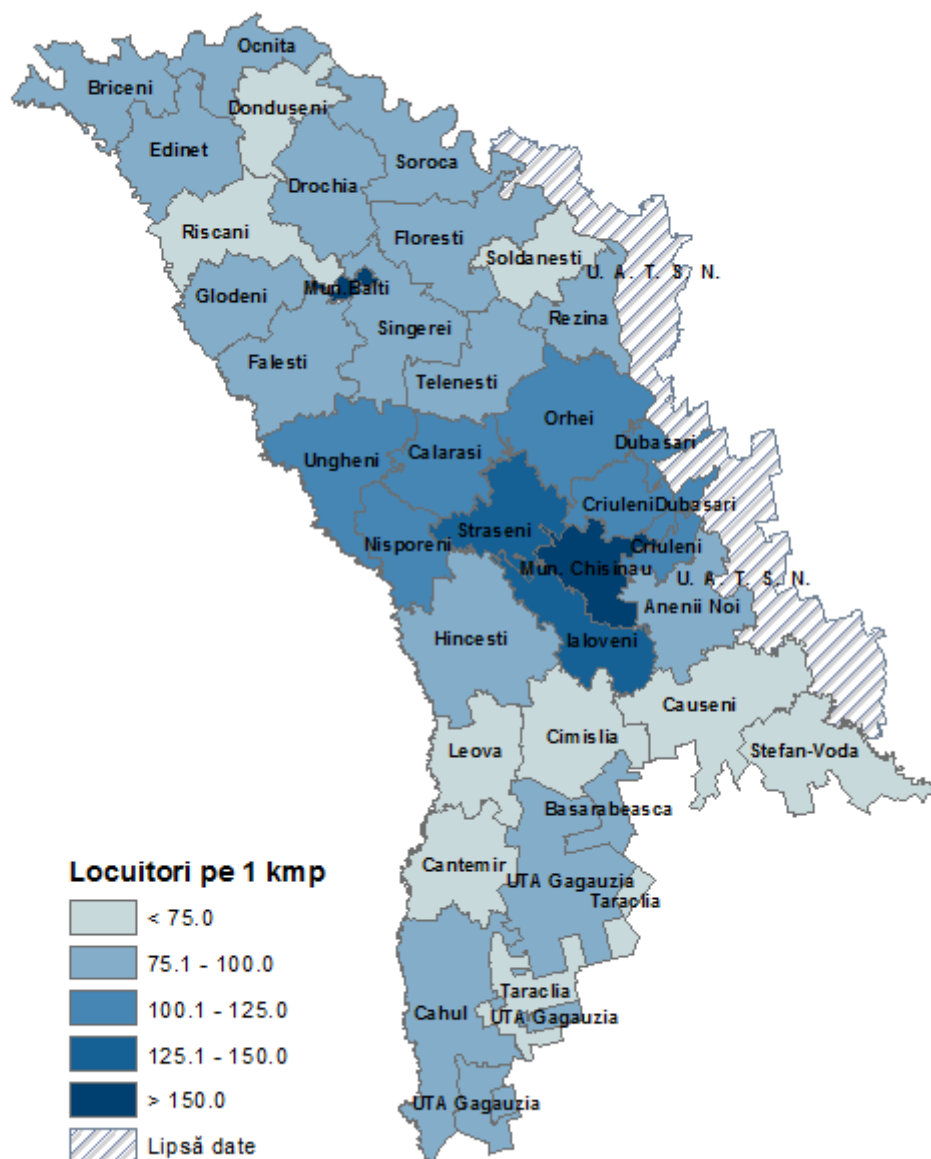 Ocnita
Briceni
Donduseni
Edinet
Soroca
Drochia
Riscani
Floresti
Soldanesti
U. A. T. S. N.
Mun.Balti
Glodeni
Rezina
Singerei
Falesti
Telenesti
Orhei
Dubasari
Calarasi
Ungheni
Criuleni
Dubasari
Straseni
Nisporeni
Criuleni
Mun. Chisinau
U. A. T. S. N.
Anenii Noi
Hincesti
Ialoveni
Causeni
Cimislia
Leova
Stefan-Voda
Basarabeasca
Cantemir
UTA Gagauzia
Taraclia
Taraclia
Cahul
UTA Gagauzia
UTA Gagauzia
Locuitori pe 1 kmp
< 75.0
75.1 - 100.0
100.1 - 125.0
125.1 - 150.0
> 150.0
Lipsă date